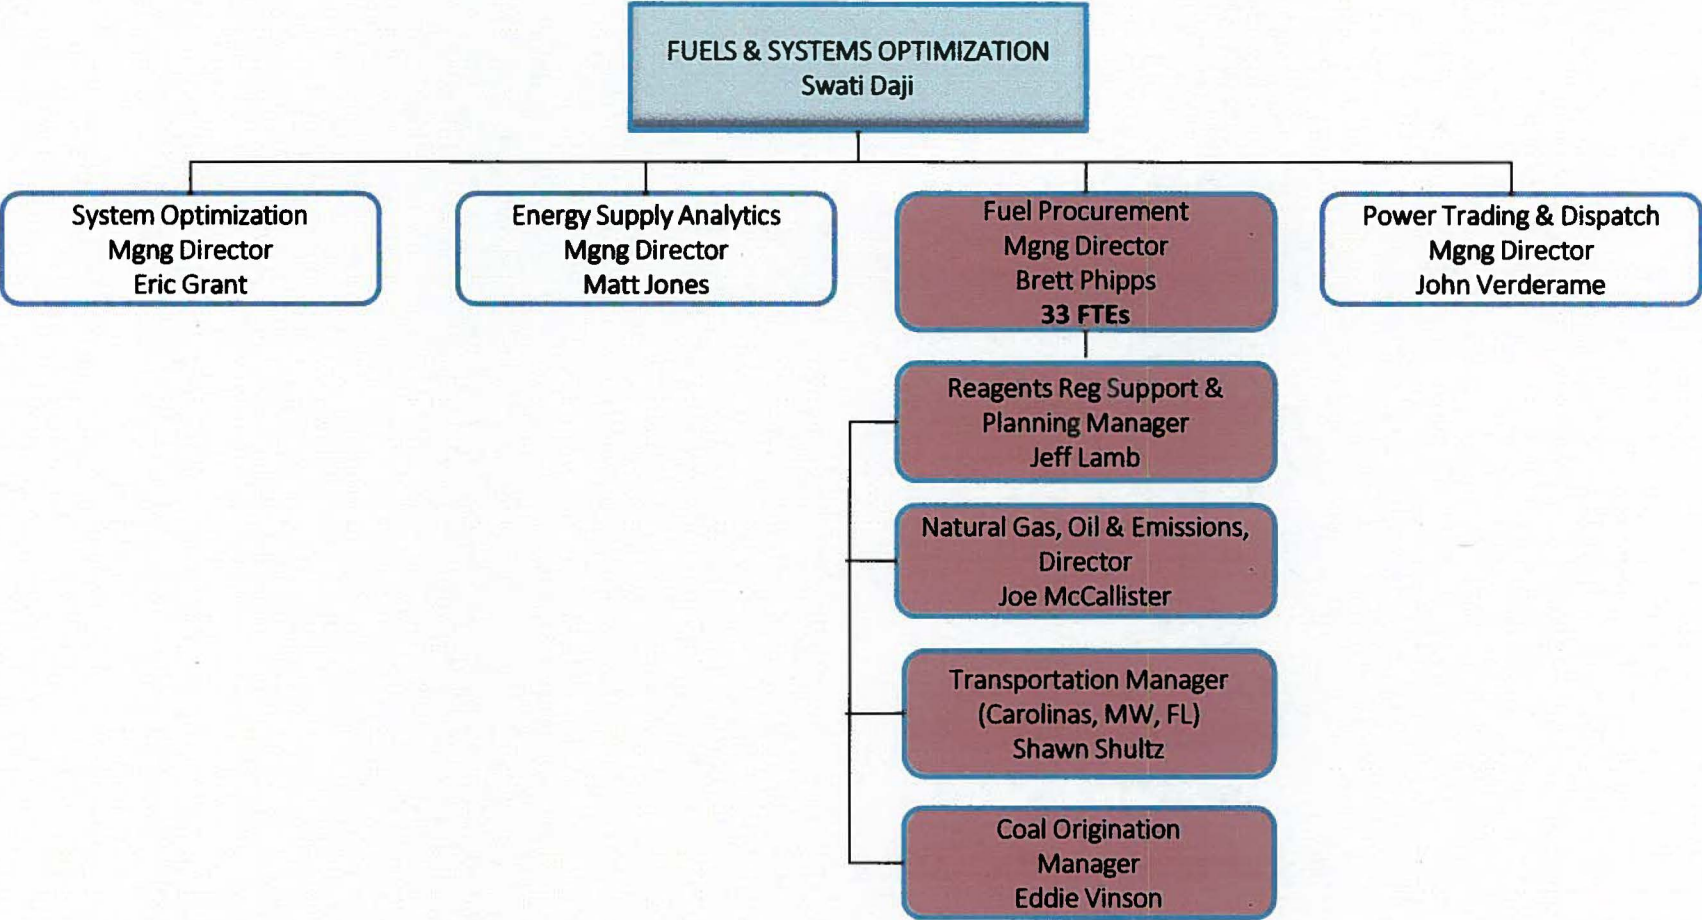 FUELS & SYSTEMS OPTIMIZATION
Swati Daji
System Optimization
Mgng Director
Eric Grant
Energy Supply Analytics
Mgng Director
Matt Jones
Fuel Procurement
Mgng Director
Brett Phipps
33 FTEs
Power Trading & Dispatch
Mgng Director
John Verderame
Reagents Reg Support &
Planning Manager
Jeff Lamb
Natural Gas, Oil & Emissions,
Director
Joe McCallister
Transportation Manager
(Carolinas, MW, FL)
Shawn Shultz
Coal Origination
Manager
Eddie Vinson